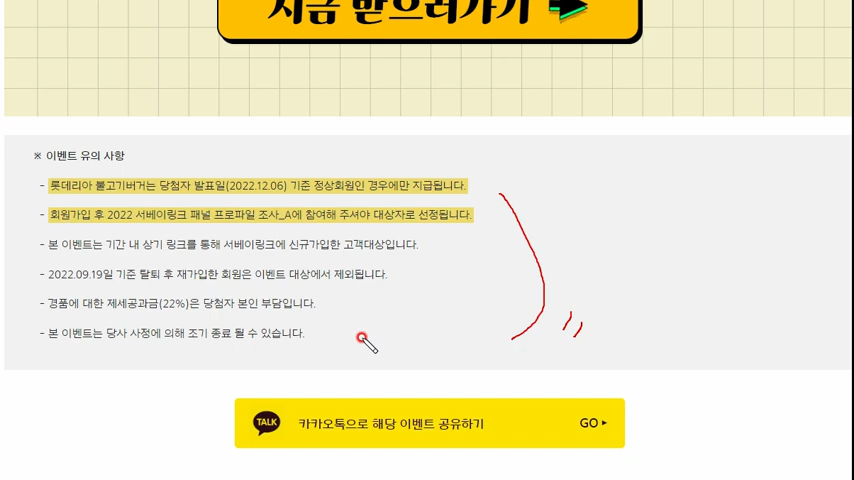 지금 받으러가기
※ 이벤트 유의 사항
- 롯데리아 불고기버거는 당첨자 발표일(2022.12.06) 기준 정상회원인 경우에만 지급됩니다.
- 회원가입 후 2022 서베이링크 패널 프로파일 조사_A에 참여해 주셔야 대상자로 선정됩니다.
- 본 이벤트는 기간 내 상기 링크를 통해 서베이링크에 신규가입한 고객대상입니다.
- 2022.09.19일 기준 탈퇴 후 재가입한 회원은 이벤트 대상에서 제외됩니다.
- 경품에 대한 제세공과금(22%)은 당첨자 본인 부담입니다.
- 본 이벤트는 당사 사정에 의해 조기 종료 될 수 있습니다.
TALK 카카오톡으로 해당 이벤트 공유하기 GO ▸